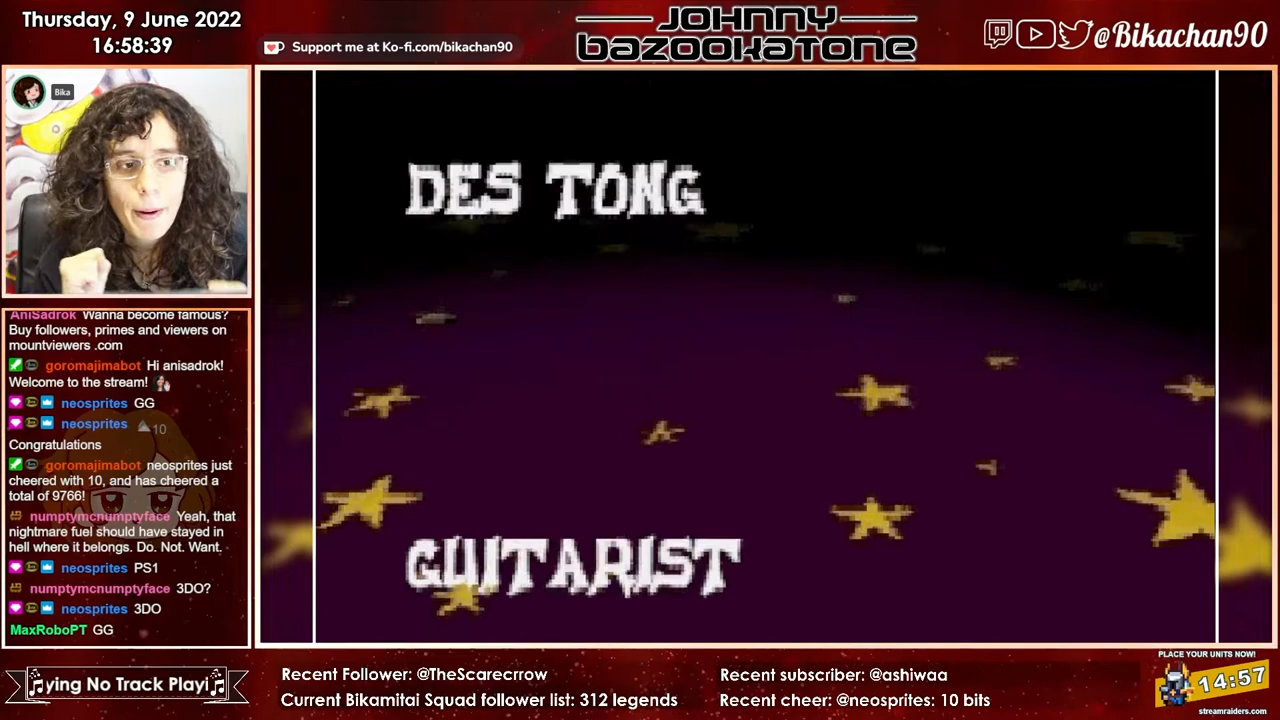 Thursday, 9 June 2022
16:58:39
Support me at Ko-fi.com/bikachan90
JOHNNY
BAZOOKATONE
@Bikachan90
Bika
DES TONG
GUITARIST
AniSadrok Wanna become famous?
Buy followers, primes and viewers on
mountviewers .com
goromajimabot Hi anisadrok!
Welcome to the stream!
neosprites GG
neosprites 10
Congratulations
goromajimabot neosprites just
cheered with 10, and has cheered a
total of 9766!
numptymcnumptyface Yeah, that
nightmare fuel should have stayed in
hell where it belongs. Do. Not. Want.
neosprites PS1
numptymcnumptyface 3DO?
neosprites 3DO
MaxRoboPT GG
ying No Track Playi
Recent Follower: @TheScarecrrow
Current Bikamitai Squad follower list: 312 legends
Recent subscriber: @ashiwaa
Recent cheer: @neosprites: 10 bits
PLACE YOUR UNITS NOW!
14:57
streamraiders.com